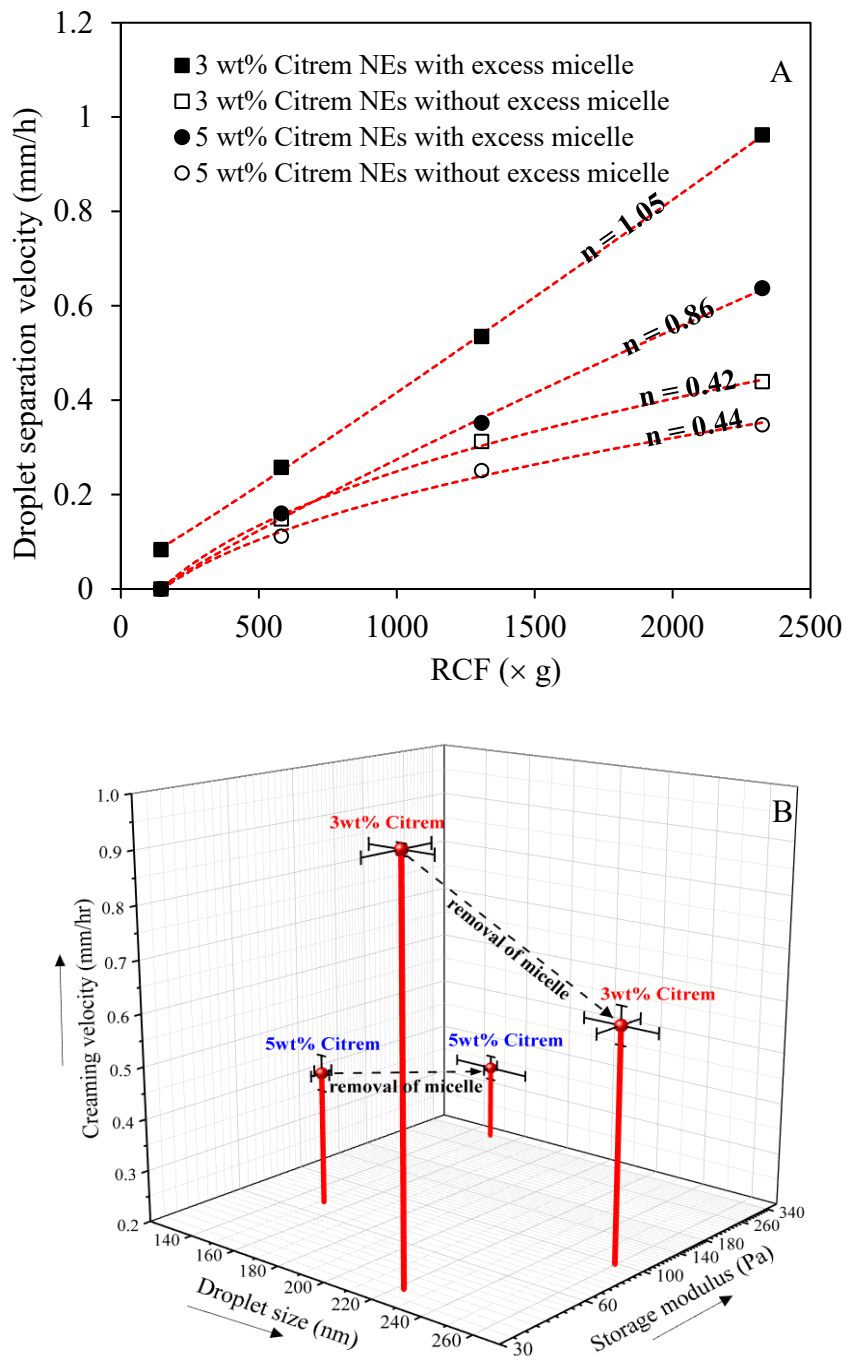 1.2
A
3 wt% Citrem NEs with excess micelle
3 wt% Citrem NEs without excess micelle
5 wt% Citrem NEs with excess micelle
5 wt% Citrem NEs without excess micelle
1
0.8
0.6
0.4
0.2
0
Droplet separation velocity (mm/h)
n = 1.05
n = 0.86
n = 0.42
n = 0.44
0 500 1000 1500 2000 2500
RCF (× g)
B
1.0
0.9
0.8
0.7
0.6
0.5
0.4
0.3
0.2
Creaming velocity (mm/hr)
3wt% Citrem
removal of micelle
3wt% Citrem
5wt% Citrem
5wt% Citrem
removal of micelle
140 160 180 200 220 240 260
Droplet size (nm)
30 60 100 140 180 260 340
Storage modulus (Pa)